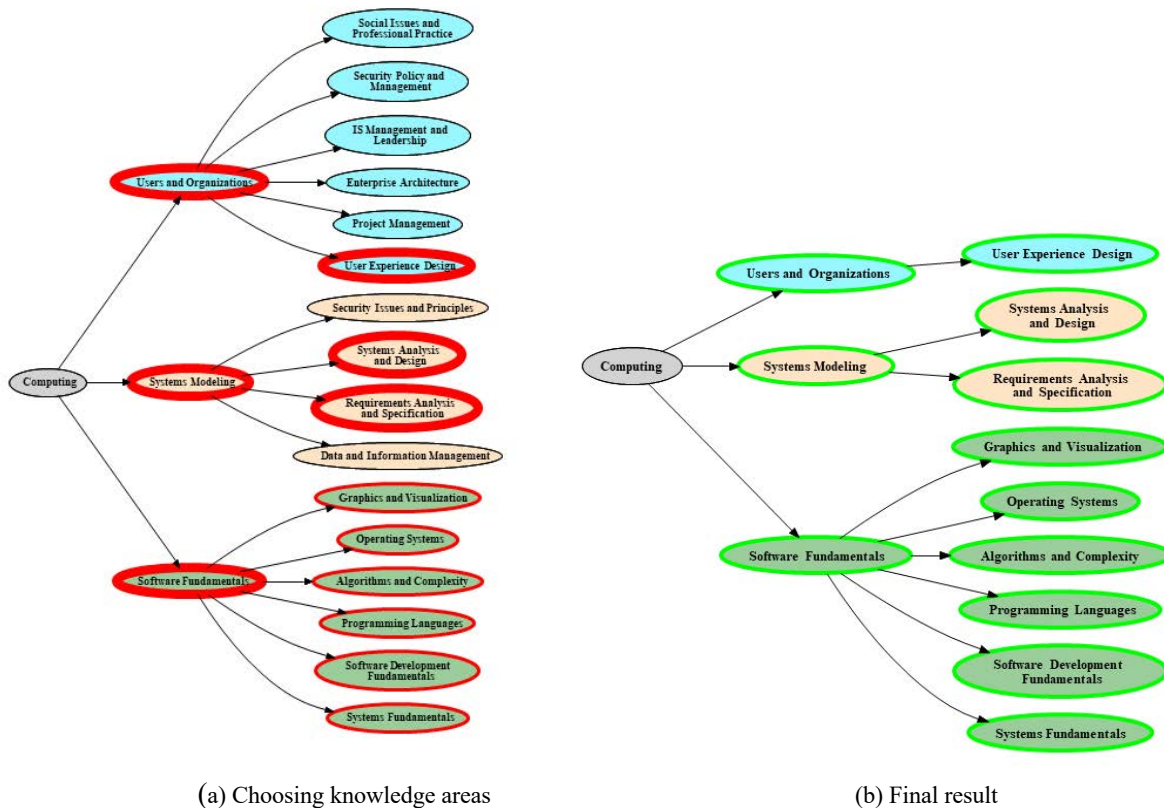 Social Issues and
Professional Practice
Security Policy and
Management
IS Management and
Leadership
Users and Organizations
Enterprise Architecture
Project Management
User Experience Design
Security Issues and Principles
Systems Analysis
and Design
Computing
Systems Modeling
Requirements Analysis
and Specification
Data and Information Management
Graphics and Visualization
Operating Systems
Software Fundamentals
Algorithms and Complexity
Programming Languages
Software Development
Fundamentals
Systems Fundamentals
(a) Choosing knowledge areas
User Experience Design
Users and Organizations
Systems Analysis
and Design
Computing
Systems Modeling
Requirements Analysis
and Specification
Graphics and Visualization
Operating Systems
Software Fundamentals
Algorithms and Complexity
Programming Languages
Software Development
Fundamentals
Systems Fundamentals
(b) Final result